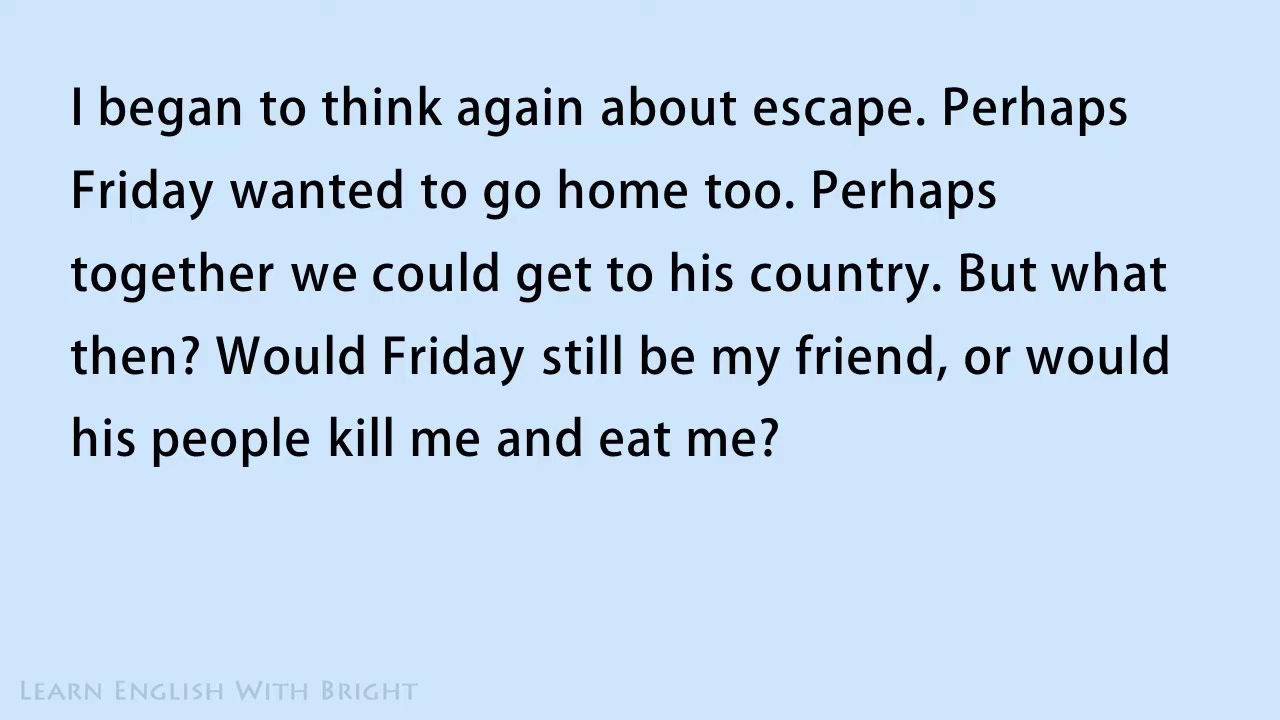 I began to think again about escape. Perhaps
Friday wanted to go home too. Perhaps
together we could get to his country. But what
then? Would Friday still be my friend, or would
his people kill me and eat me?
LEARN ENGLISH WITH BRIGHT